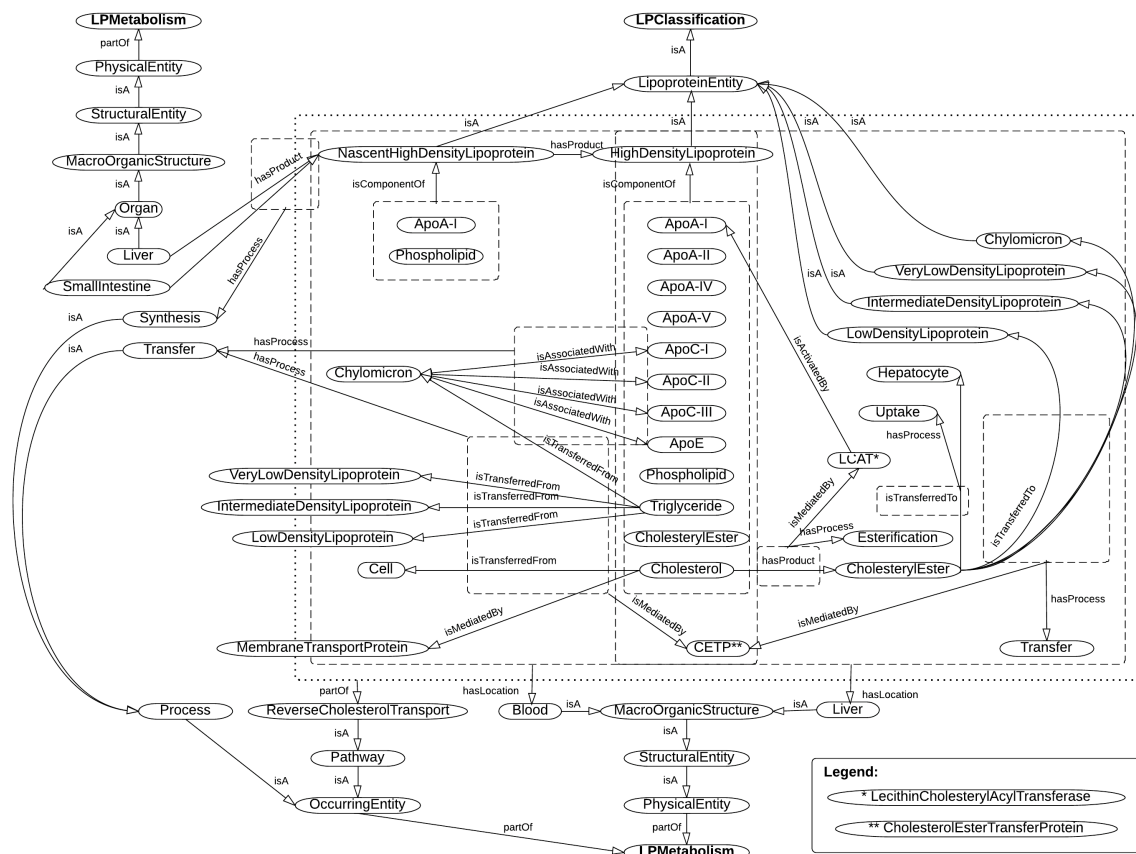 LPMetabolism
LPClassification
partOf
isA
PhysicalEntity
LipoproteinEntity
isA
StructuralEntity
isA
isA
isA
isA
isA
MacroOrganicStructure
hasProduct
NascentHighDensityLipoprotein
hasProduct
HighDensityLipoprotein
isA
isComponentOf
isComponentOf
Organ
isA
isA
ApoA-I
ApoA-I
Liver
hasProcess
Phospholipid
ApoA-II
Chylomicron
SmallIntestine
ApoA-IV
isA
isA
VeryLowDensityLipoprotein
IntermediateDensityLipoprotein
isA
Synthesis
ApoA-V
LowDensityLipoprotein
isA
Transfer
hasProcess
hasProcess
isAssociatedWith
ApoC-I
isActivatedBy
Chylomicron
isAssociatedWith
ApoC-II
Hepatocyte
isAssociatedWith
isAssociatedWith
ApoC-III
Uptake
hasProcess
ApoE
isTransferredFrom
LCAT*
VeryLowDensityLipoprotein
isTransferredFrom
Phospholipid
isTransferredTo
isTransferredTo
IntermediateDensityLipoprotein
isTransferredFrom
Triglyceride
isMediatedBy
isTransferredFrom
hasProcess
LowDensityLipoprotein
CholesterylEster
Esterification
Cell
isTransferredFrom
Cholesterol
hasProduct
CholesterylEster
isMediatedBy
isMediatedBy
isMediatedBy
hasProcess
MembraneTransportProtein
CETP**
Transfer
partOf
hasLocation
hasLocation
Process
ReverseCholesterolTransport
Blood
isA
MacroOrganicStructure
isA
Liver
isA
isA
Pathway
StructuralEntity
isA
isA
isA
OccurringEntity
PhysicalEntity
partOf
partOf
LPMetabolism
Legend:
* LecithinCholesterylAcylTransferase
** CholesterolEsterTransferProtein